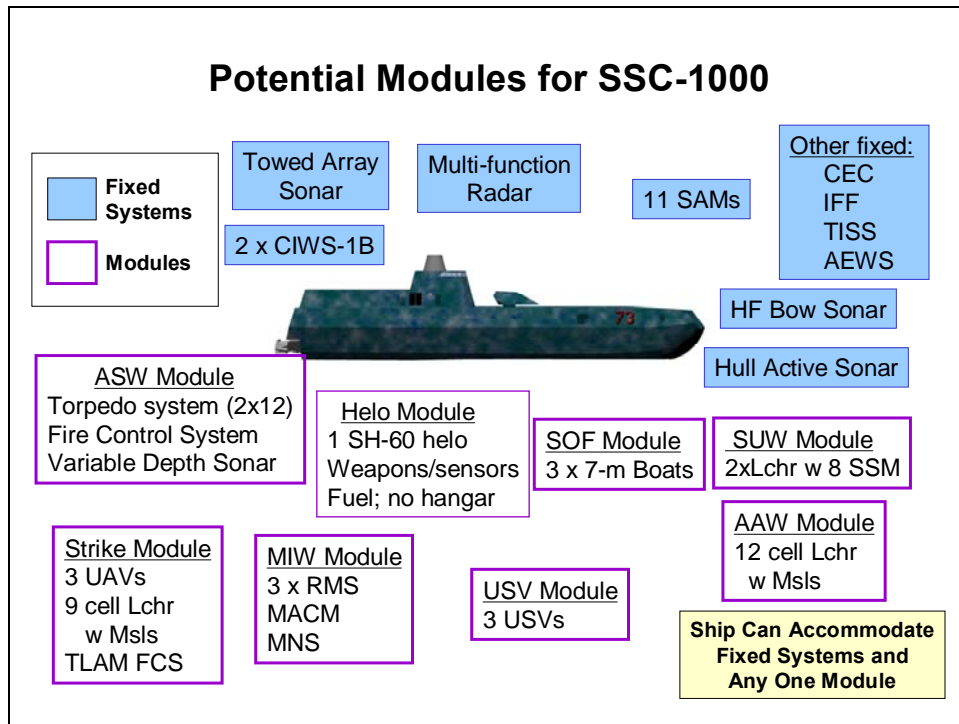 Potential Modules for SSC-1000
Fixed
Systems
Modules
Towed Array
Sonar
Multi-function
Radar
11 SAMs
Other fixed:
CEC
IFF
TISS
AEWS
2 x CIWS-1B
HF Bow Sonar
73
Hull Active Sonar
ASW Module
Torpedo system (2x12)
Fire Control System
Variable Depth Sonar
Helo Module
1 SH-60 helo
Weapons/sensors
Fuel; no hangar
SOF Module
3 x 7-m Boats
SUW Module
2xLchr w 8 SSM
Strike Module
3 UAVs
9 cell Lchr
w Msls
TLAM FCS
MIW Module
3 x RMS
MACM
MNS
USV Module
3 USVs
AAW Module
12 cell Lchr
w Msls
Ship Can Accommodate
Fixed Systems and
Any One Module